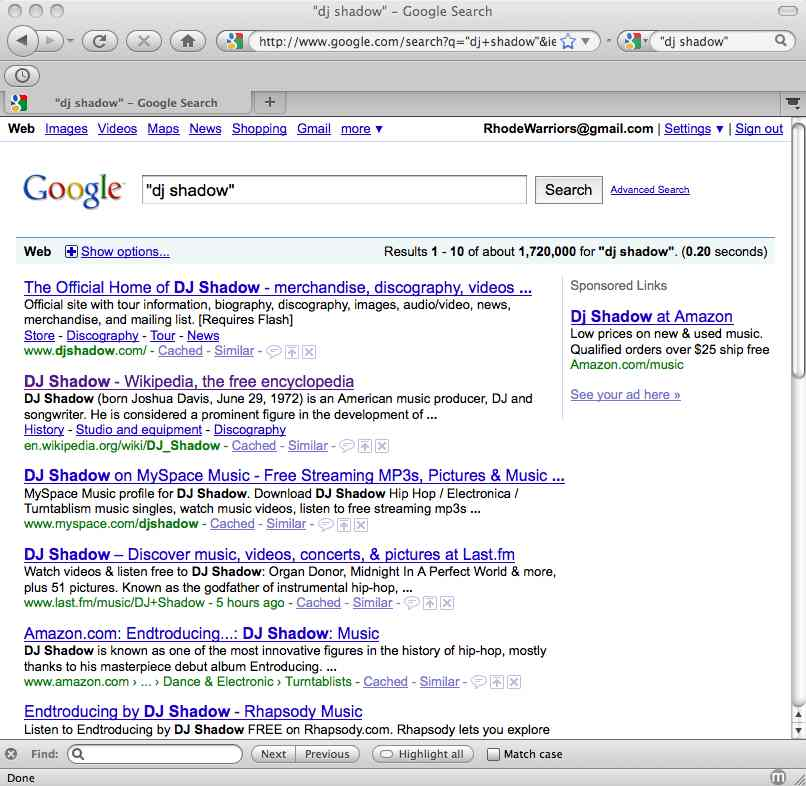 "dj shadow" – Google Search
http://www.google.com/search?q="dj+shadow"&ie
"dj shadow"
"dj shadow" – Google Search
Web Images Videos Maps News Shopping Gmail more ▼ RhodeWarriors@gmail.com | Settings ▼ | Sign out
Google "dj shadow" Search Advanced Search
Web Show options... Results 1 - 10 of about 1,720,000 for "dj shadow". (0.20 seconds)
The Official Home of DJ Shadow - merchandise, discography, videos ...
Official site with tour information, biography, discography, images, audio/video, news,
merchandise, and mailing list. [Requires Flash]
Store - Discography - Tour - News
www.djshadow.com/ - Cached - Similar -
DJ Shadow - Wikipedia, the free encyclopedia
DJ Shadow (born Joshua Davis, June 29, 1972) is an American music producer, DJ and
songwriter. He is considered a prominent figure in the development of ...
History - Studio and equipment - Discography
en.wikipedia.org/wiki/DJ_Shadow - Cached - Similar -
DJ Shadow on MySpace Music - Free Streaming MP3s, Pictures & Music ...
MySpace Music profile for DJ Shadow. Download DJ Shadow Hip Hop / Electronica /
Turntablism music singles, watch music videos, listen to free streaming mp3s ...
www.myspace.com/djshadow - Cached - Similar -
DJ Shadow – Discover music, videos, concerts, & pictures at Last.fm
Watch videos & listen free to DJ Shadow: Organ Donor, Midnight In A Perfect World & more,
plus 51 pictures. Known as the godfather of instrumental hip-hop, ...
www.last.fm/music/DJ+Shadow - 5 hours ago - Cached - Similar -
Amazon.com: Endtroducing...: DJ Shadow: Music
DJ Shadow is known as one of the most innovative figures in the history of hip-hop, mostly
thanks to his masterpiece debut album Entroducing. ...
www.amazon.com › ... › Dance & Electronic › Turntablists - Cached - Similar -
Endtroducing by DJ Shadow - Rhapsody Music
Listen to Endtroducing by DJ Shadow FREE on Rhapsody.com. Rhapsody lets you explore
Sponsored Links
Dj Shadow at Amazon
Low prices on new & used music.
Qualified orders over $25 ship free
Amazon.com/music
See your ad here »
Find: Next Previous Highlight all Match case
Done